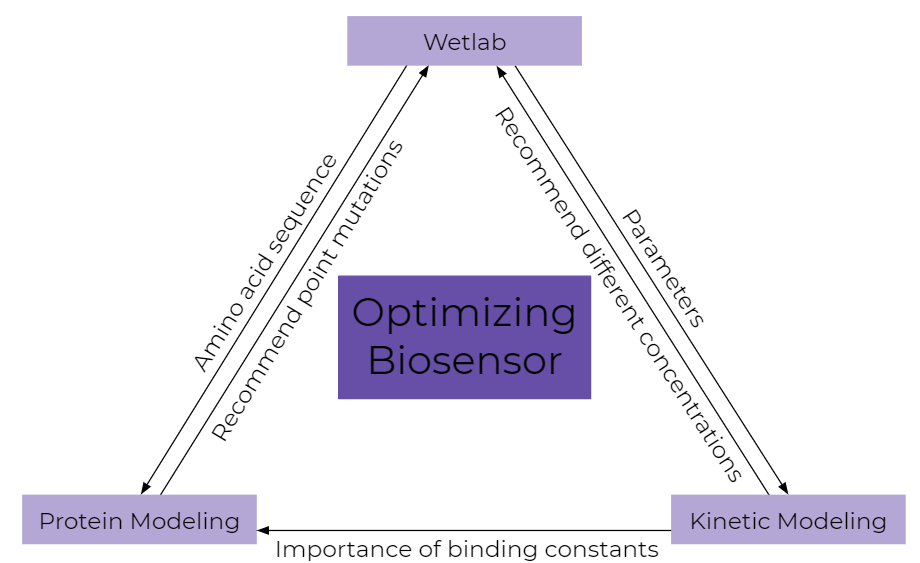 Wetlab
Amino acid sequence
Recommend point mutations
Recommend different concentrations
Parameters
Optimizing
Biosensor
Protein Modeling
Kinetic Modeling
Importance of binding constants